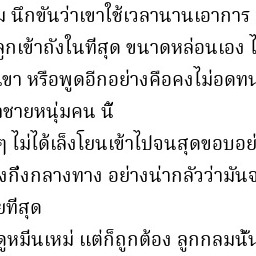 ม นึกขันว่าเขาใช้เวลานานเอาการ
ลูกเข้าถังในที่สุด ขนาดหล่อนเอง ไ
เขา หรือพูดอีกอย่างคือคงไม่อดทน
ชายหนุ่มคน นี้
ๆ ไม่ได้เล็งโยนเข้าไปจนสุดขอบอย่
งกึ่งกลางทาง อย่างน่ากลัวว่ามันจ
ยที่สุด
ดูหมิ่นเหม่ แต่ก็ถูกต้อง ลูกกลมนั้น